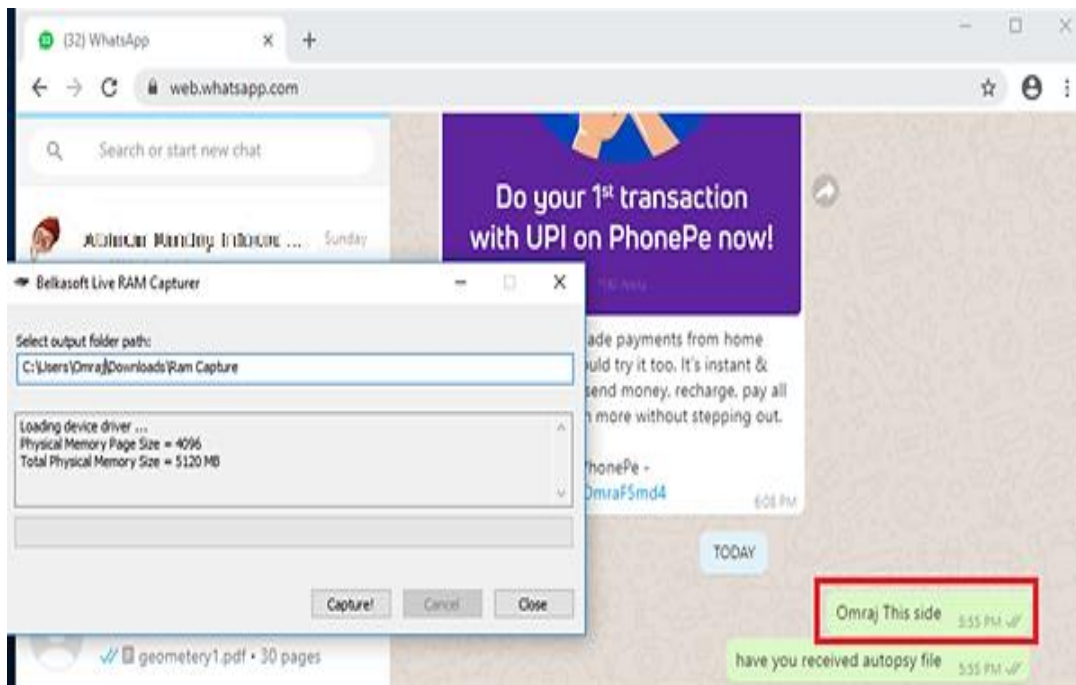 (32) WhatsApp
web.whatsapp.com
Search or start new chat
Sunday
Do your 1st transaction
with UPI on PhonePe now!
ade payments from home
uld try it too. It's instant &
send money, recharge, pay all
more without stepping out.
honePe -
OmraF5md4
6:08 PM
Belkasoft Live RAM Capturer
Select output folder path:
C:\Users\Omraj\Downloads\Ram Capture
Loading device driver ...
Physical Memory Page Size = 4096
Total Physical Memory Size = 5120 MB
Capture! Cancel Close
TODAY
Omraj This side 5:55 PM
have you received autopsy file 5:55 PM
geometery1.pdf • 30 pages